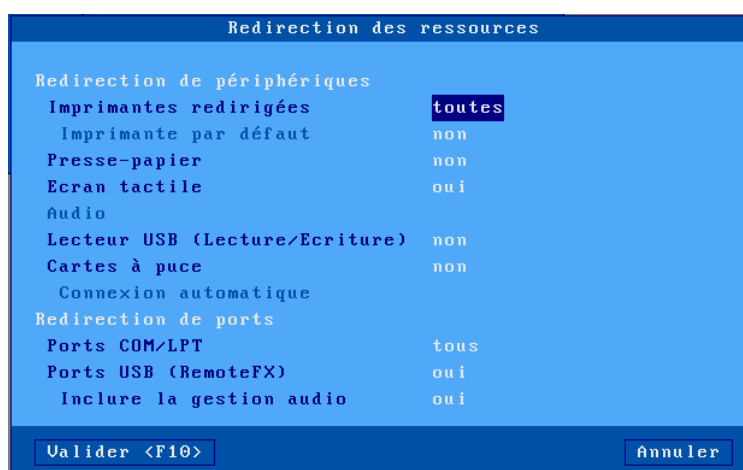 Redirection des ressources
Redirection de périphériques
Imprimantes redirigées toutes
Imprimante par défaut non
Presse-papier non
Ecran tactile oui
Audio
Lecteur USB (Lecture/Ecriture) non
Cartes à puce non
Connexion automatique
Redirection de ports
Ports COM/LPT tous
Ports USB (RemoteFX) oui
Inclure la gestion audio oui
Valider <F10> Annuler